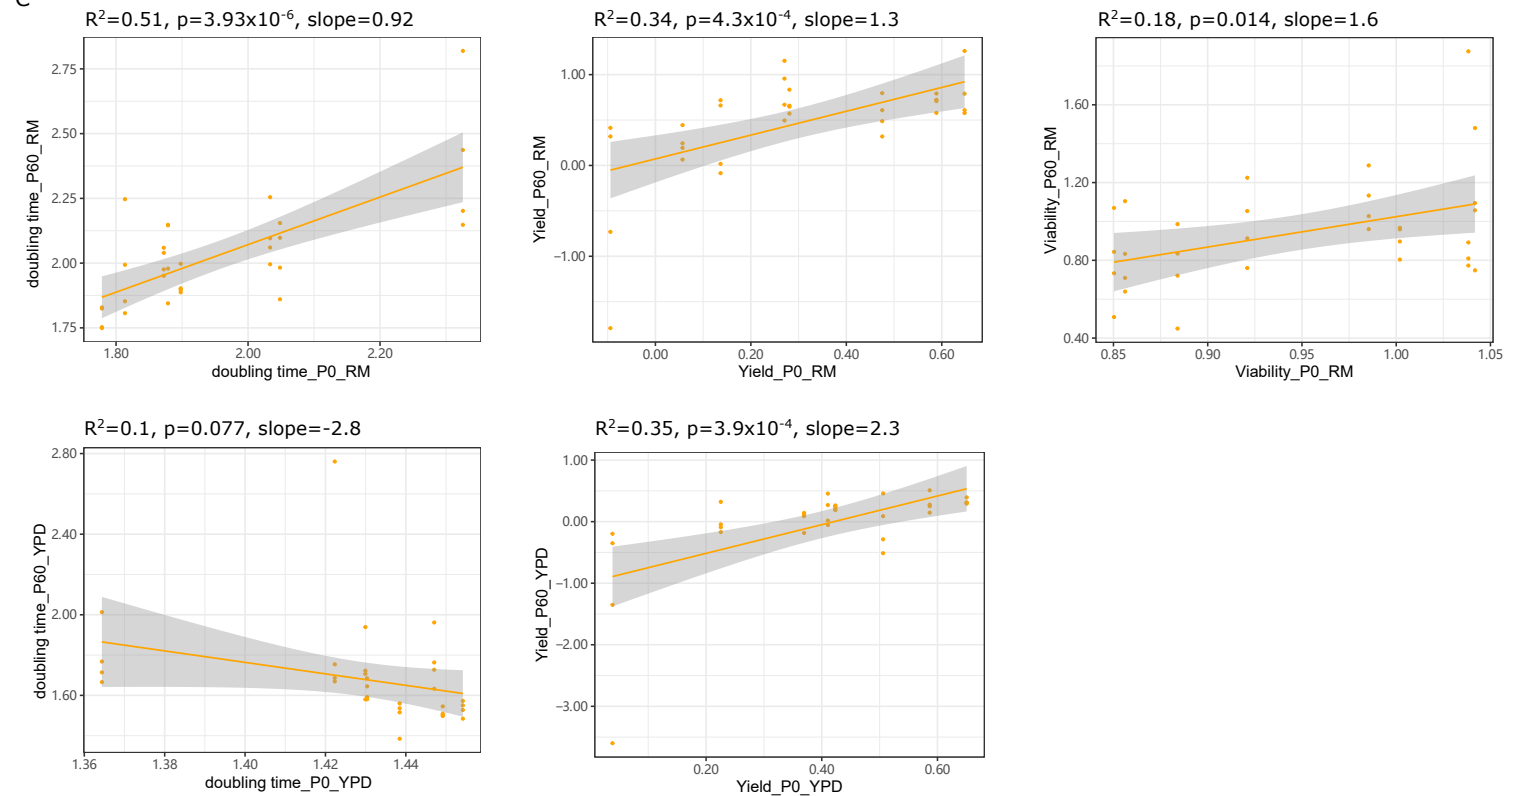 C
R²=0.51, p=3.93x10⁻⁶, slope=0.92
2.75
2.50
2.25
2.00
1.75
1.80 2.00 2.20
doubling time_P0_RM
doubling time_P60_RM
R²=0.34, p=4.3x10⁻⁴, slope=1.3
1.00
0.00
−1.00
0.00 0.20 0.40 0.60
Yield_P0_RM
Yield_P60_RM
R²=0.18, p=0.014, slope=1.6
1.60
1.20
0.80
0.40
0.85 0.90 0.95 1.00 1.05
Viability_P0_RM
Viability_P60_RM
R²=0.1, p=0.077, slope=-2.8
2.80
2.40
2.00
1.60
1.36 1.38 1.40 1.42 1.44
doubling time_P0_YPD
doubling time_P60_YPD
R²=0.35, p=3.9x10⁻⁴, slope=2.3
1.00
0.00
−1.00
−2.00
−3.00
0.20 0.40 0.60
Yield_P0_YPD
Yield_P60_YPD